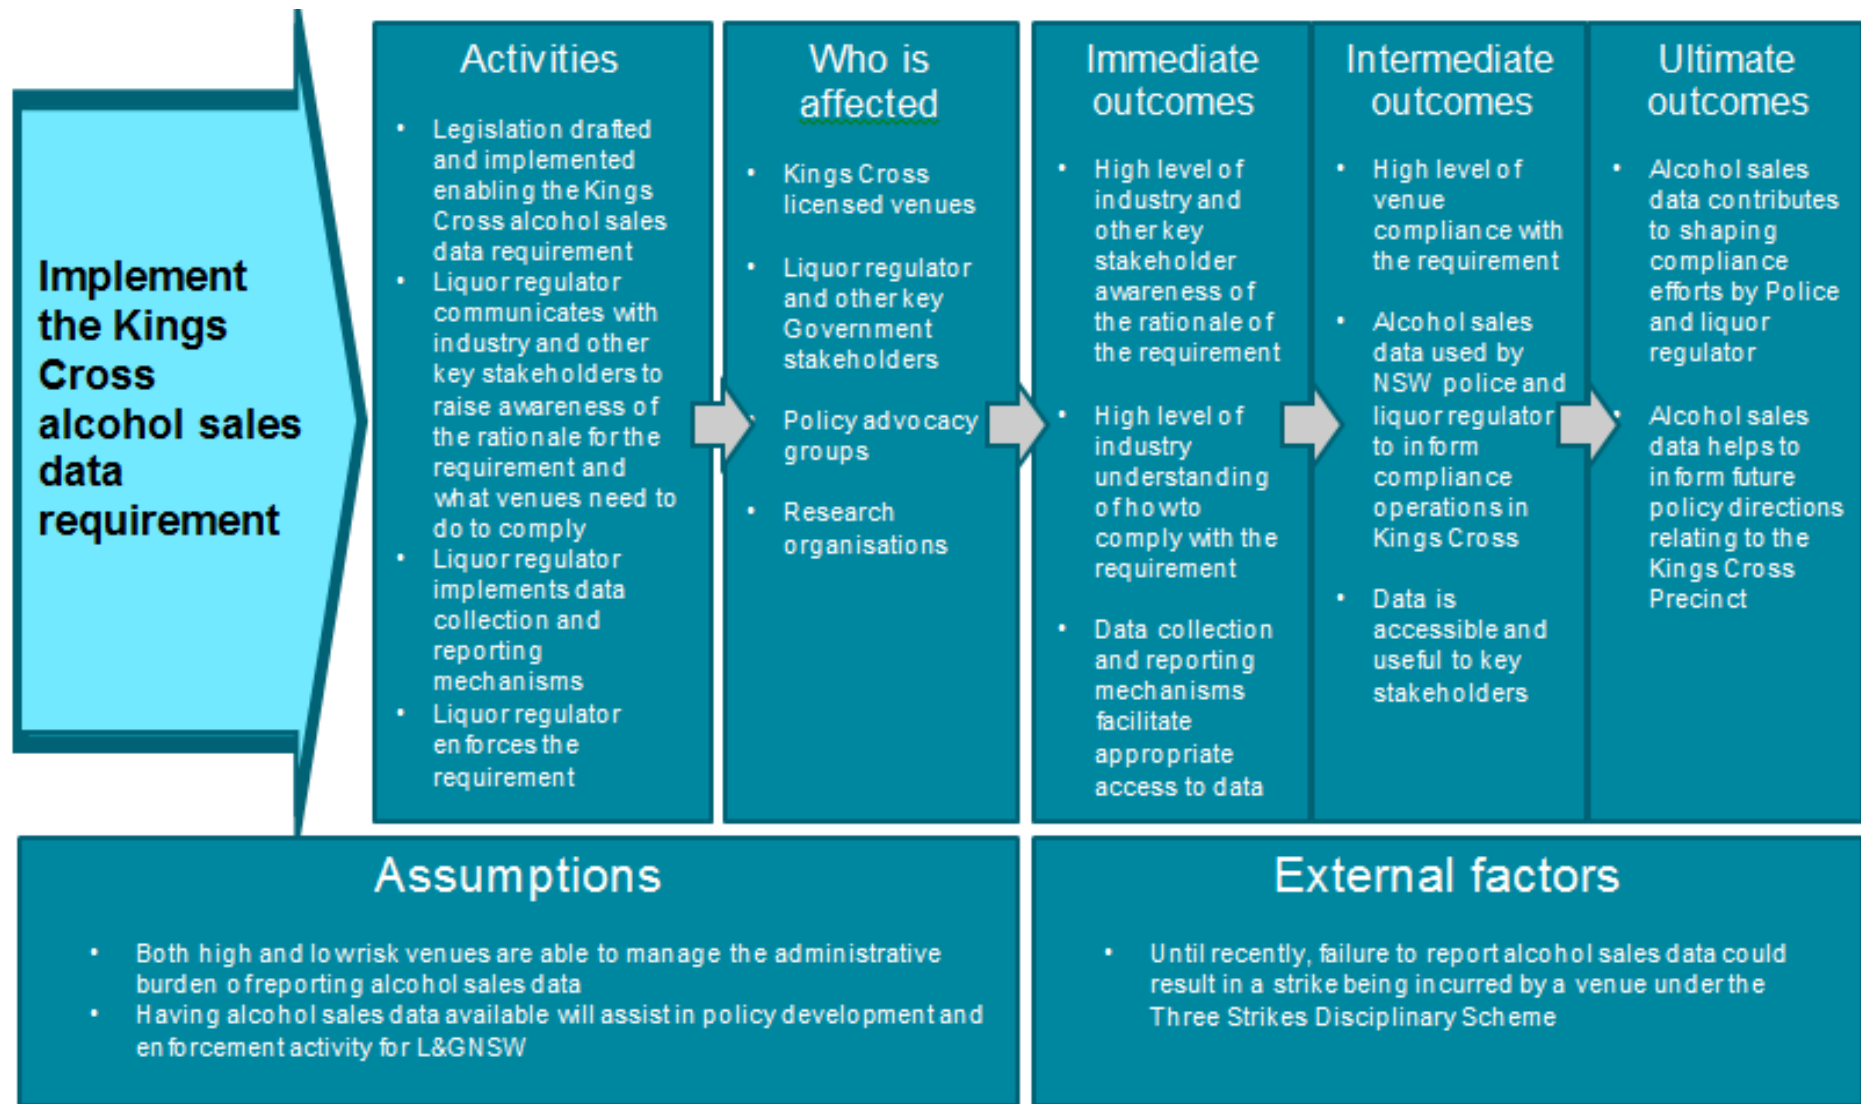 Implement
the Kings
Cross
alcohol sales
data
requirement
Activities
• Legislation drafted
and implemented
enabling the Kings
Cross alcohol sales
data requirement
• Liquor regulator
communicates with
industry and other
key stakeholders to
raise awareness of
the rationale for the
requirement and
what venues need to
do to comply
• Liquor regulator
implements data
collection and
reporting
mechanisms
• Liquor regulator
enforces the
requirement
Who is
affected
• Kings Cross
licensed venues
• Liquor regulator
and other key
Government
stakeholders
• Policy advocacy
groups
• Research
organisations
Immediate
outcomes
• High level of
industry and
other key
stakeholder
awareness of
the rationale of
the requirement
• High level of
industry
understanding
of how to
comply with the
requirement
• Data collection
and reporting
mechanisms
facilitate
appropriate
access to data
Intermediate
outcomes
• High level of
venue
compliance with
the requirement
• Alcohol sales
data used by
NSW police and
liquor regulator
to inform
compliance
operations in
Kings Cross
• Data is
accessible and
useful to key
stakeholders
Ultimate
outcomes
• Alcohol sales
data contributes
to shaping
compliance
efforts by Police
and liquor
regulator
• Alcohol sales
data helps to
inform future
policy directions
relating to the
Kings Cross
Precinct
Assumptions
• Both high and low risk venues are able to manage the administrative
burden of reporting alcohol sales data
• Having alcohol sales data available will assist in policy development and
enforcement activity for L&GNSW
External factors
• Until recently, failure to report alcohol sales data could
result in a strike being incurred by a venue under the
Three Strikes Disciplinary Scheme